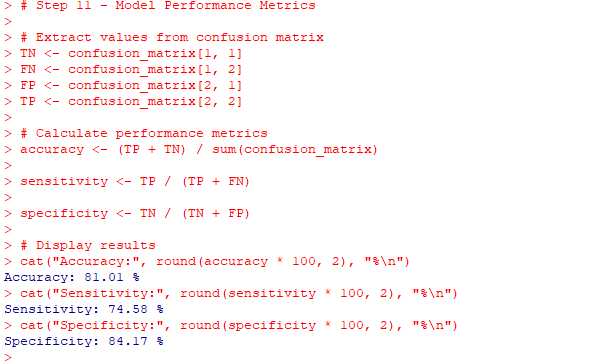 > # Step 11 - Model Performance Metrics
>
> # Extract values from confusion matrix
> TN <- confusion_matrix[1, 1]
> FN <- confusion_matrix[1, 2]
> FP <- confusion_matrix[2, 1]
> TP <- confusion_matrix[2, 2]
>
> # Calculate performance metrics
> accuracy <- (TP + TN) / sum(confusion_matrix)
>
> sensitivity <- TP / (TP + FN)
>
> specificity <- TN / (TN + FP)
>
> # Display results
> cat("Accuracy:", round(accuracy * 100, 2), "%\n")
Accuracy: 81.01 %
> cat("Sensitivity:", round(sensitivity * 100, 2), "%\n")
Sensitivity: 74.58 %
> cat("Specificity:", round(specificity * 100, 2), "%\n")
Specificity: 84.17 %
>